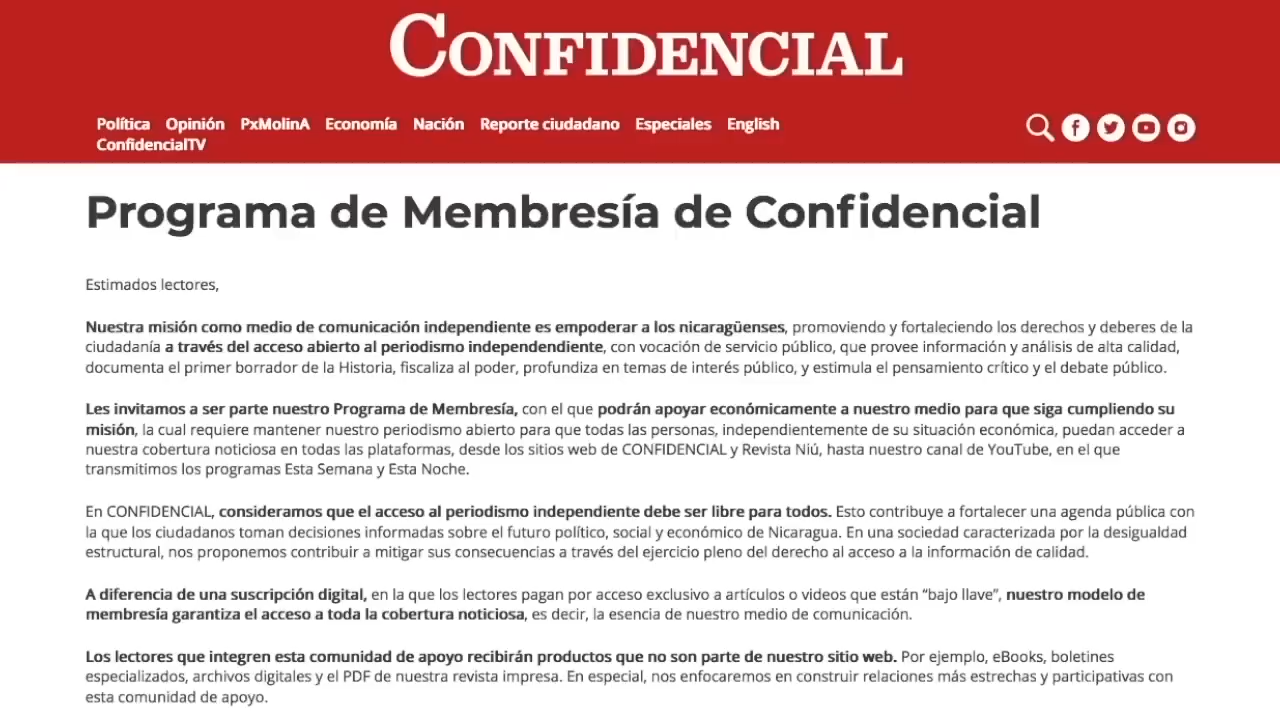 CONFIDENCIAL
Política Opinión PxMolinA Economía Nación Reporte ciudadano Especiales English
ConfidencialTV
Programa de Membresía de Confidencial
Estimados lectores,
Nuestra misión como medio de comunicación independiente es empoderar a los nicaragüenses, promoviendo y fortaleciendo los derechos y deberes de la
ciudadanía a través del acceso abierto al periodismo independendiente, con vocación de servicio público, que provee información y análisis de alta calidad,
documenta el primer borrador de la Historia, fiscaliza al poder, profundiza en temas de interés público, y estimula el pensamiento crítico y el debate público.
Les invitamos a ser parte nuestro Programa de Membresía, con el que podrán apoyar económicamente a nuestro medio para que siga cumpliendo su
misión, la cual requiere mantener nuestro periodismo abierto para que todas las personas, independientemente de su situación económica, puedan acceder a
nuestra cobertura noticiosa en todas las plataformas, desde los sitios web de CONFIDENCIAL y Revista Niú, hasta nuestro canal de YouTube, en el que
transmitimos los programas Esta Semana y Esta Noche.
En CONFIDENCIAL, consideramos que el acceso al periodismo independiente debe ser libre para todos. Esto contribuye a fortalecer una agenda pública con
la que los ciudadanos toman decisiones informadas sobre el futuro político, social y económico de Nicaragua. En una sociedad caracterizada por la desigualdad
estructural, nos proponemos contribuir a mitigar sus consecuencias a través del ejercicio pleno del derecho al acceso a la información de calidad.
A diferencia de una suscripción digital, en la que los lectores pagan por acceso exclusivo a artículos o videos que están “bajo llave”, nuestro modelo de
membresía garantiza el acceso a toda la cobertura noticiosa, es decir, la esencia de nuestro medio de comunicación.
Los lectores que integren esta comunidad de apoyo recibirán productos que no son parte de nuestro sitio web. Por ejemplo, eBooks, boletines
especializados, archivos digitales y el PDF de nuestra revista impresa. En especial, nos enfocaremos en construir relaciones más estrechas y participativas con
esta comunidad de apoyo.